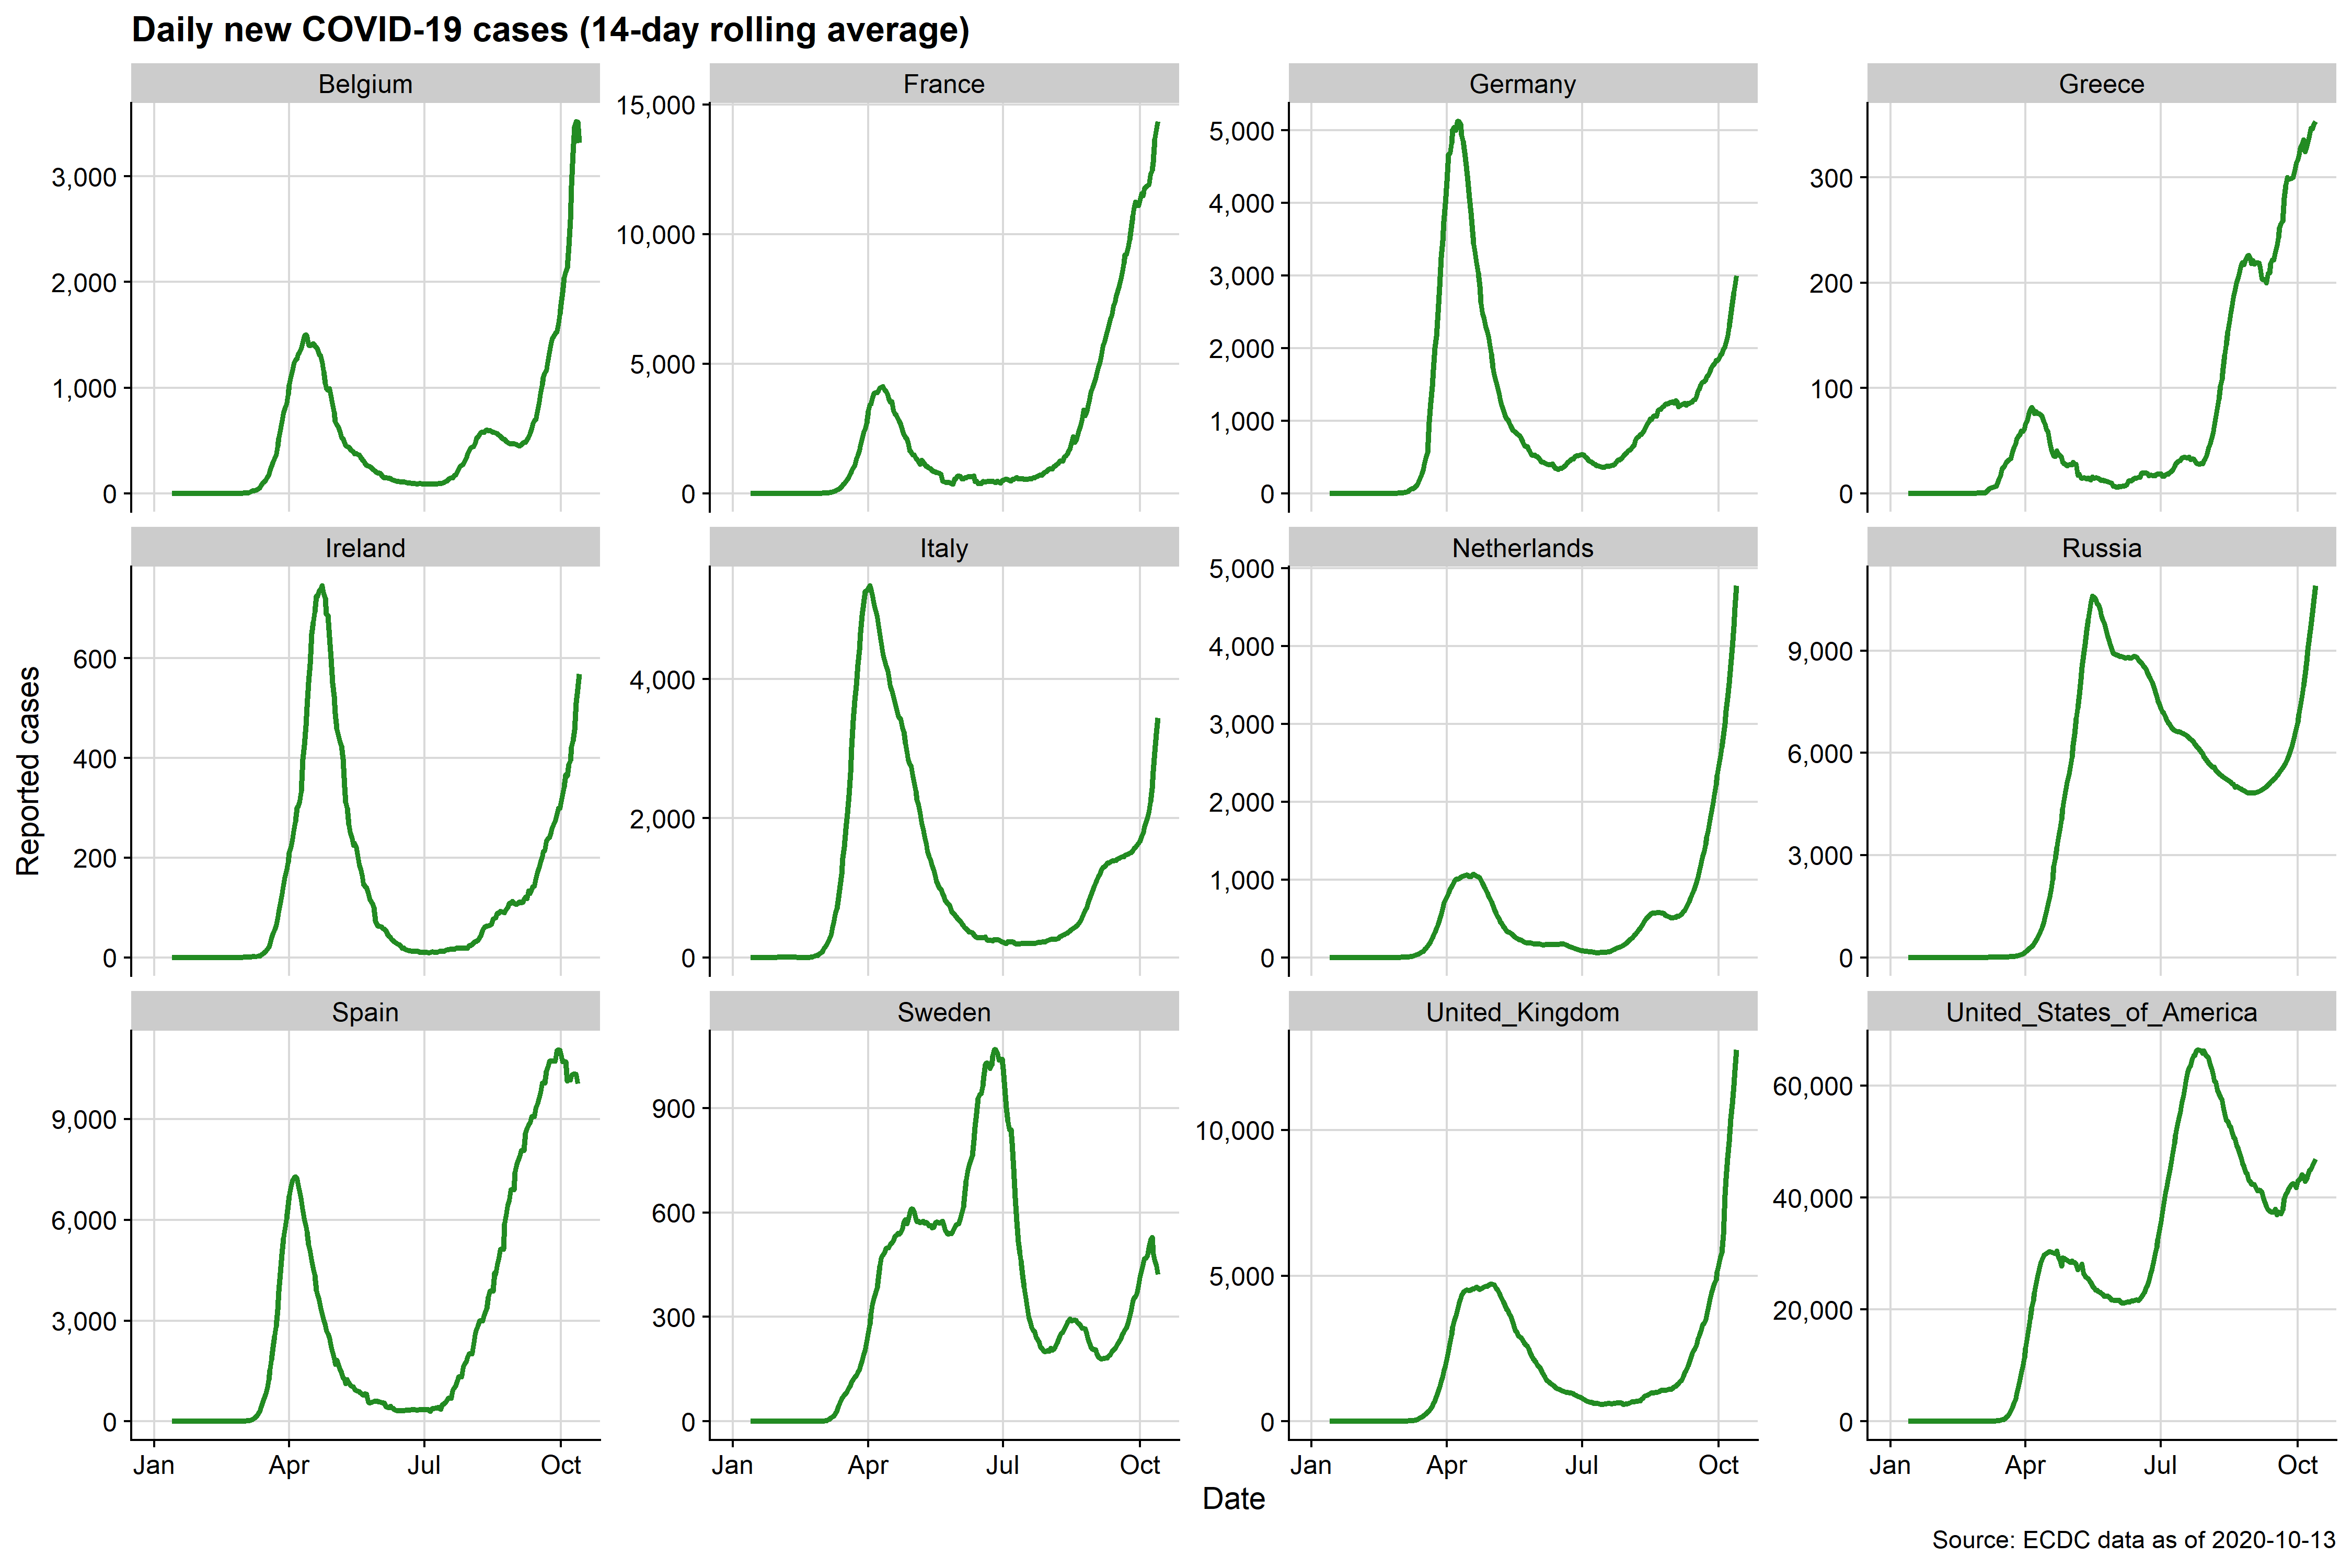 Daily new COVID-19 cases (14-day rolling average)
Belgium
France
Germany
Greece
3,000
2,000
1,000
0
15,000
10,000
5,000
0
5,000
4,000
3,000
2,000
1,000
0
300
200
100
0
Ireland
Italy
Netherlands
Russia
600
400
200
0
4,000
2,000
0
5,000
4,000
3,000
2,000
1,000
0
9,000
6,000
3,000
0
Spain
Sweden
United_Kingdom
United_States_of_America
9,000
6,000
3,000
0
900
600
300
0
10,000
5,000
0
60,000
40,000
20,000
0
Jan Apr Jul Oct
Jan Apr Jul Oct
Jan Apr Jul Oct
Jan Apr Jul Oct
Reported cases
Date
Source: ECDC data as of 2020-10-13